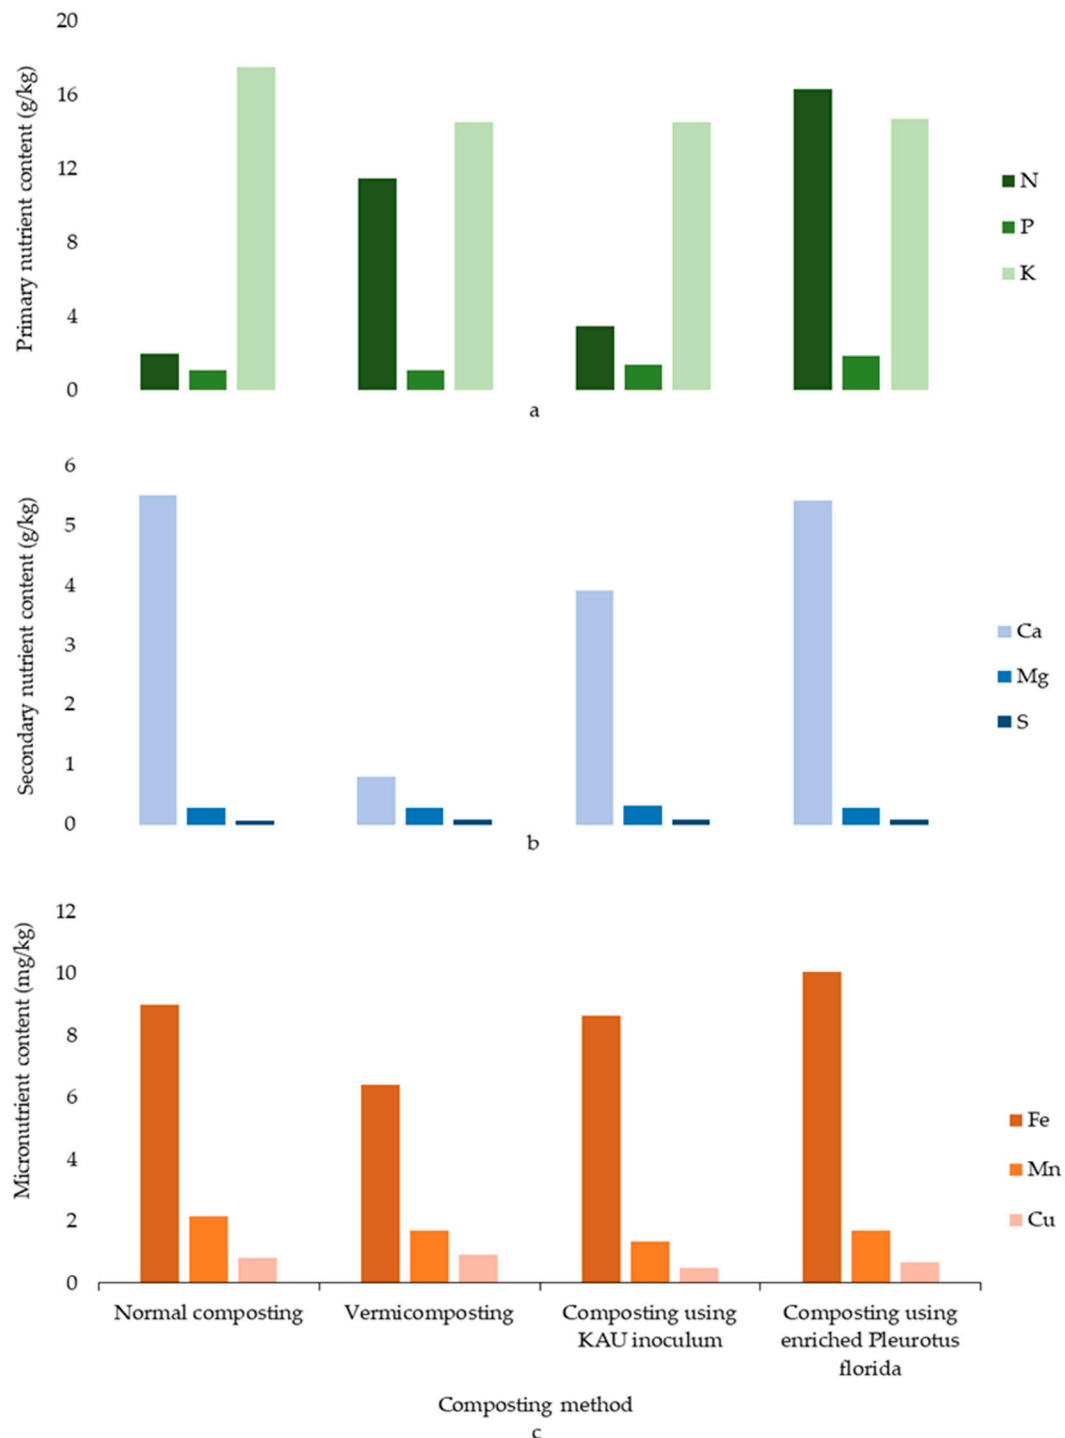 Primary nutrient content (g/kg)
20
16
12
8
4
0
N
P
K
a
Secondary nutrient content (g/kg)
6
5
4
3
2
1
0
Ca
Mg
S
b
Micronutrient content (mg/kg)
12
10
8
6
4
2
0
Fe
Mn
Cu
Normal composting
Vermicomposting
Composting using
KAU inoculum
Composting using
enriched Pleurotus
florida
Composting method
c